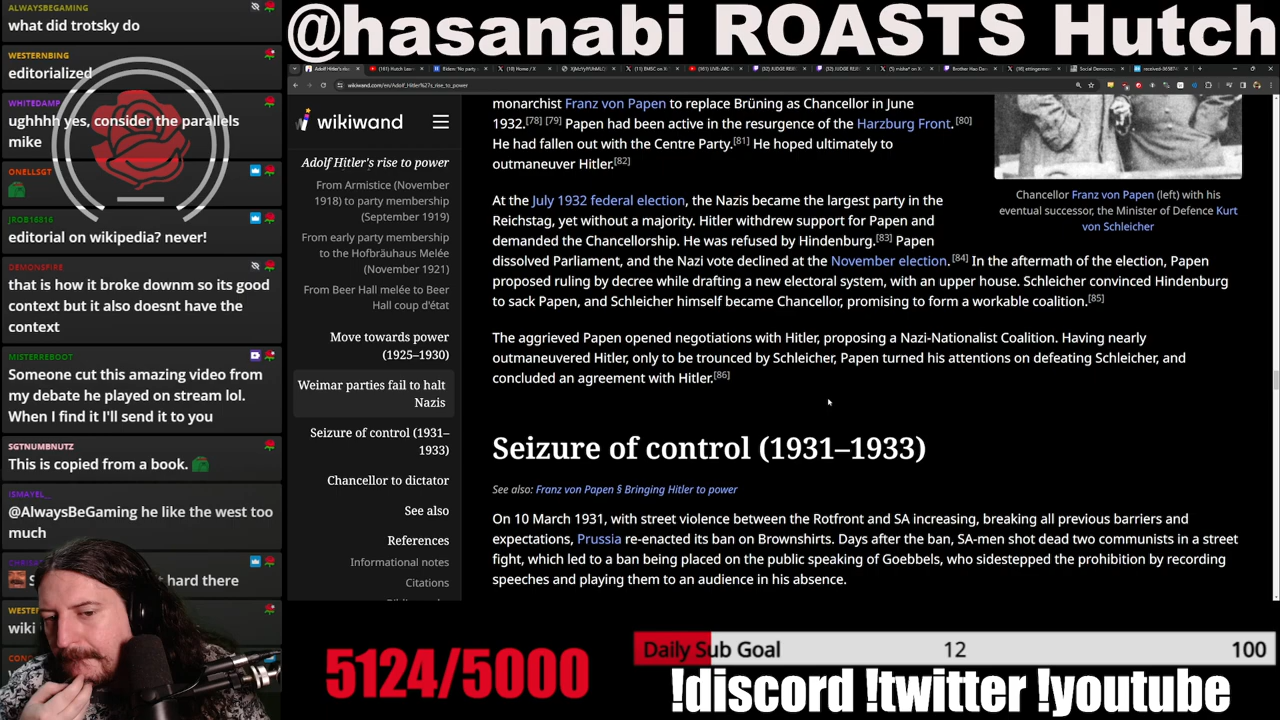 @hasanabi ROASTS Hutch
ALWAYSBEGAMING
what did trotsky do
WESTERNBING
editorialized
WHITEDAMP
ughhhh yes, consider the parallels
mike
ONELLSGT
JROB16816
editorial on wikipedia? never!
DEMONSFIRE
that is how it broke downm so its good
context but it also doesnt have the
context
MISTERREBOOT
Someone cut this amazing video from
my debate he played on stream lol.
When I find it I'll send it to you
SGTNUMBNUTZ
This is copied from a book.
ISMAYEL_
@AlwaysBeGaming he like the west too
much
hard there
wiki
wikiwand.com/en/Adolf_Hitler%27s_rise_to_power
wikiwand
Adolf Hitler's rise to power
From Armistice (November
1918) to party membership
(September 1919)
From early party membership
to the Hofbräuhaus Melée
(November 1921)
From Beer Hall melée to Beer
Hall coup d'état
Move towards power
(1925–1930)
Weimar parties fail to halt
Nazis
Seizure of control (1931–
1933)
Chancellor to dictator
See also
References
Informational notes
Citations
monarchist Franz von Papen to replace Brüning as Chancellor in June
1932.[78] [79] Papen had been active in the resurgence of the Harzburg Front.[80]
He had fallen out with the Centre Party.[81] He hoped ultimately to
outmaneuver Hitler.[82]
Chancellor Franz von Papen (left) with his
eventual successor, the Minister of Defence Kurt
von Schleicher
At the July 1932 federal election, the Nazis became the largest party in the
Reichstag, yet without a majority. Hitler withdrew support for Papen and
demanded the Chancellorship. He was refused by Hindenburg.[83] Papen
dissolved Parliament, and the Nazi vote declined at the November election.[84] In the aftermath of the election, Papen
proposed ruling by decree while drafting a new electoral system, with an upper house. Schleicher convinced Hindenburg
to sack Papen, and Schleicher himself became Chancellor, promising to form a workable coalition.[85]
The aggrieved Papen opened negotiations with Hitler, proposing a Nazi-Nationalist Coalition. Having nearly
outmaneuvered Hitler, only to be trounced by Schleicher, Papen turned his attentions on defeating Schleicher, and
concluded an agreement with Hitler.[86]
Seizure of control (1931–1933)
See also: Franz von Papen § Bringing Hitler to power
On 10 March 1931, with street violence between the Rotfront and SA increasing, breaking all previous barriers and
expectations, Prussia re-enacted its ban on Brownshirts. Days after the ban, SA-men shot dead two communists in a street
fight, which led to a ban being placed on the public speaking of Goebbels, who sidestepped the prohibition by recording
speeches and playing them to an audience in his absence.
5124/5000
Daily Sub Goal 12 100
!discord !twitter !youtube